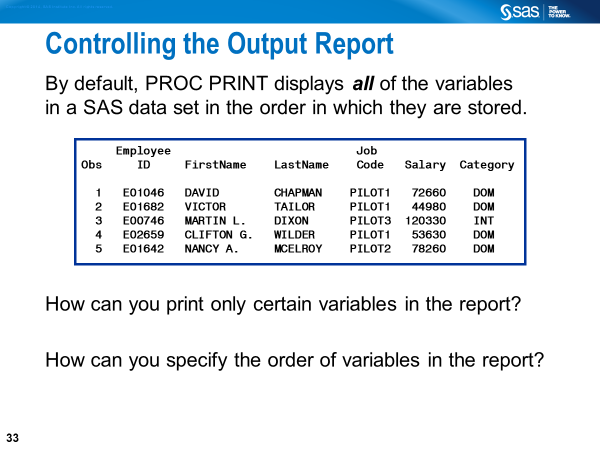 sas THE POWER TO KNOW.
Controlling the Output Report
By default, PROC PRINT displays all of the variables
in a SAS data set in the order in which they are stored.
Employee Job
Obs ID FirstName LastName Code Salary Category
1 E01046 DAVID CHAPMAN PILOT1 72660 DOM
2 E01682 VICTOR TAILOR PILOT1 44980 DOM
3 E00746 MARTIN L. DIXON PILOT3 120330 INT
4 E02659 CLIFTON G. WILDER PILOT1 53630 DOM
5 E01642 NANCY A. MCELROY PILOT2 78260 DOM
How can you print only certain variables in the report?
How can you specify the order of variables in the report?
33